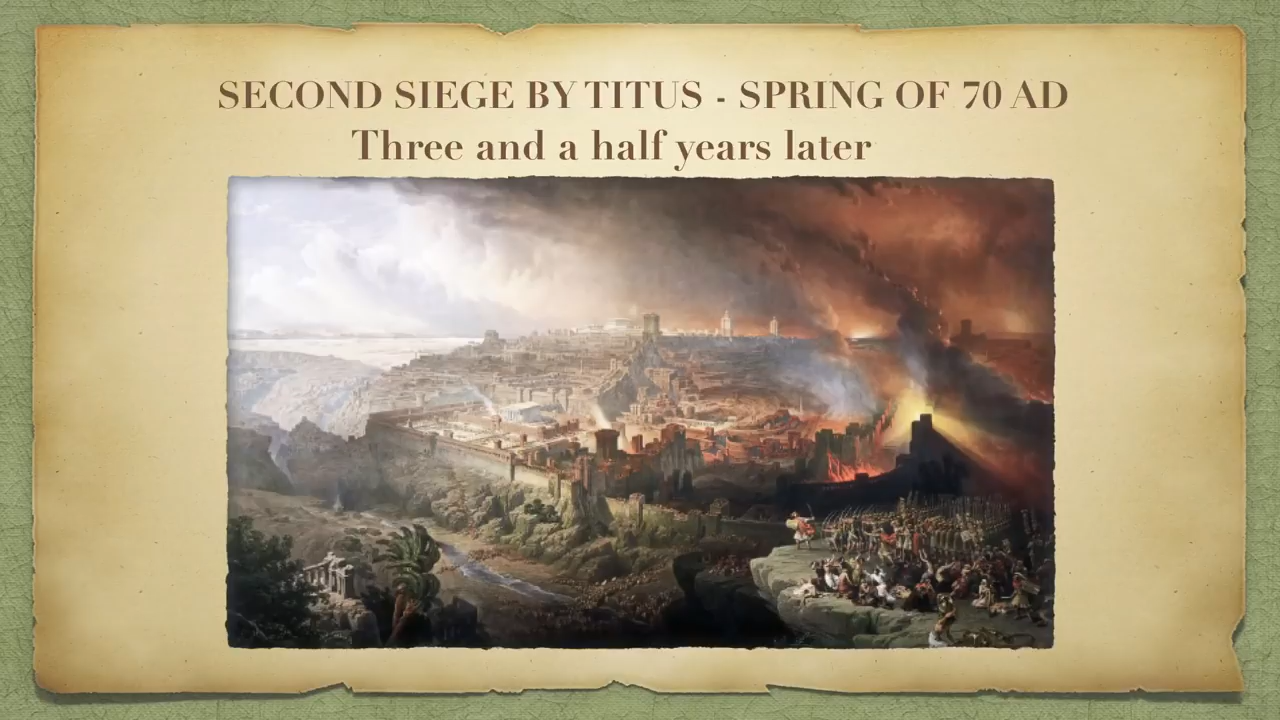 SECOND SIEGE BY TITUS - SPRING OF 70 AD
Three and a half years later